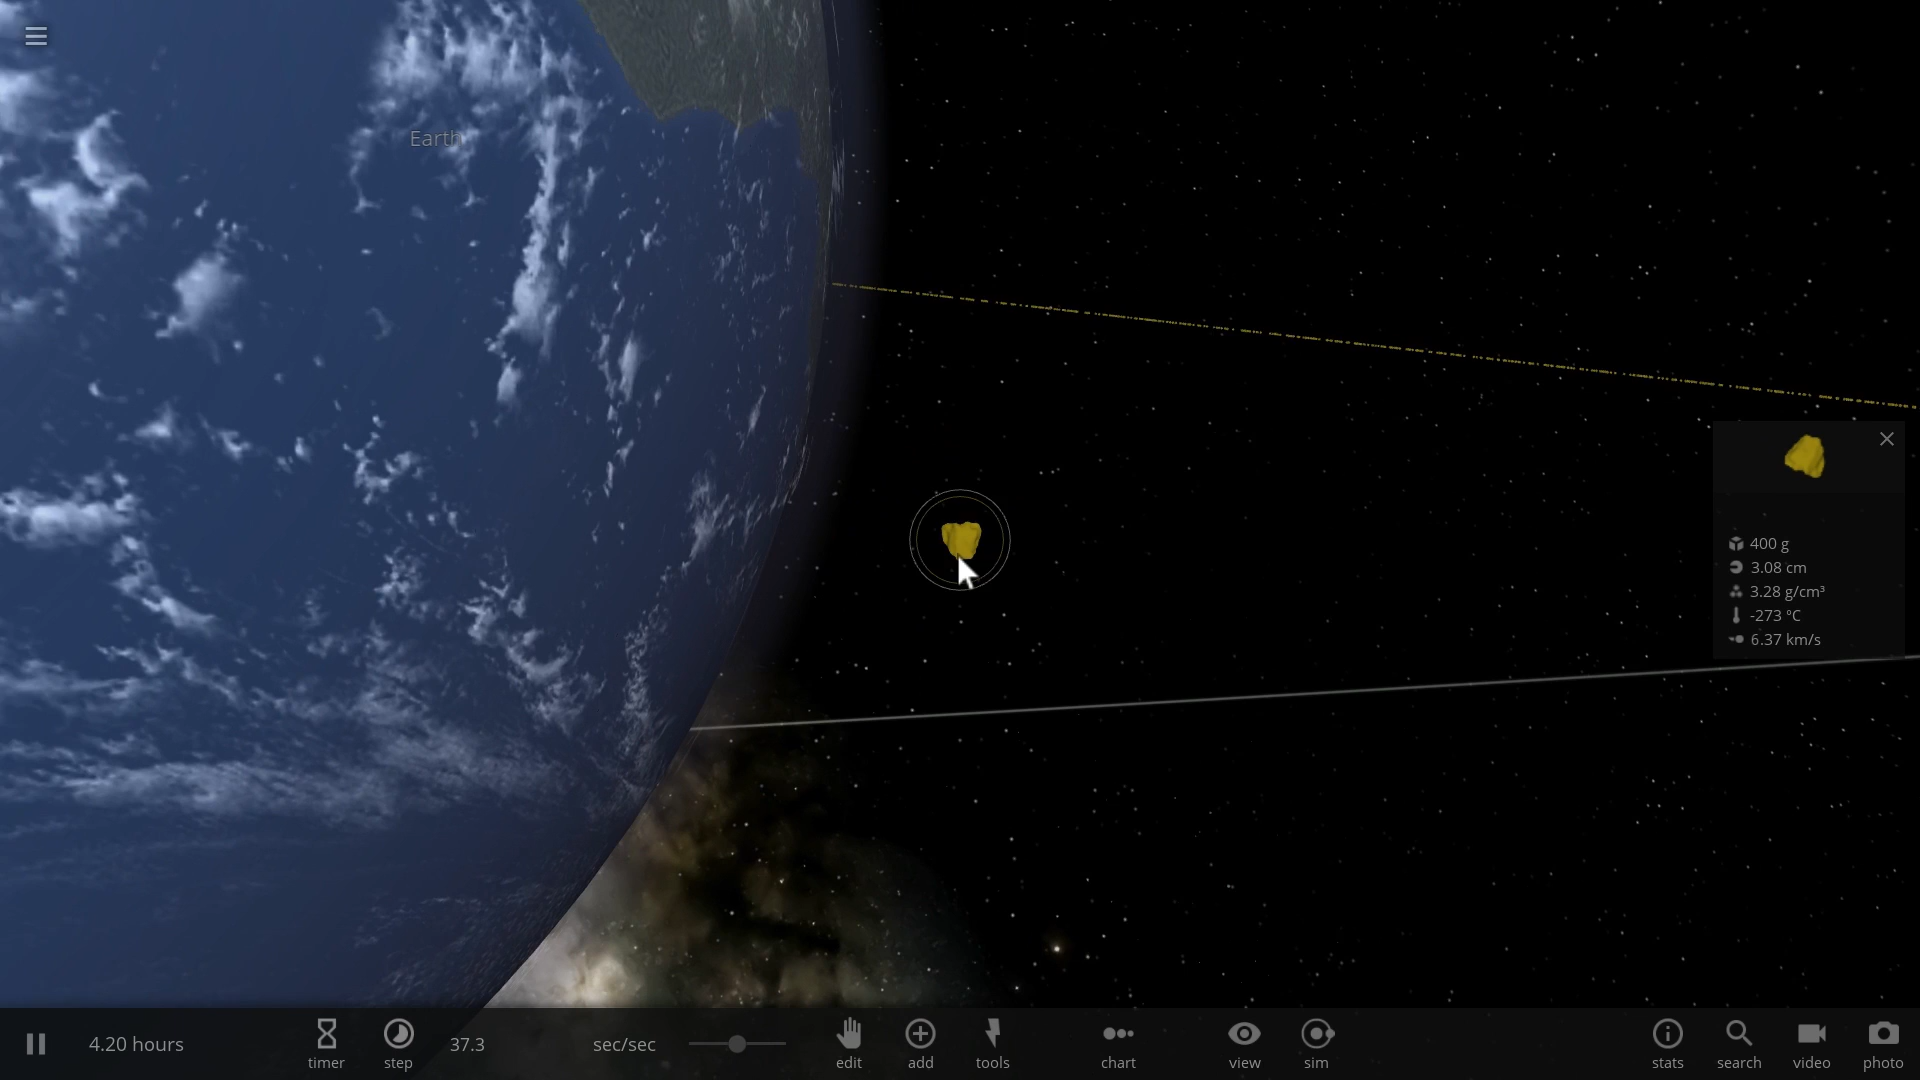 Earth
400 g
3.08 cm
3.28 g/cm³
-273 °C
6.37 km/s
4.20 hours
timer
step
37.3
sec/sec
edit
add
tools
chart
view
sim
stats
search
video
photo